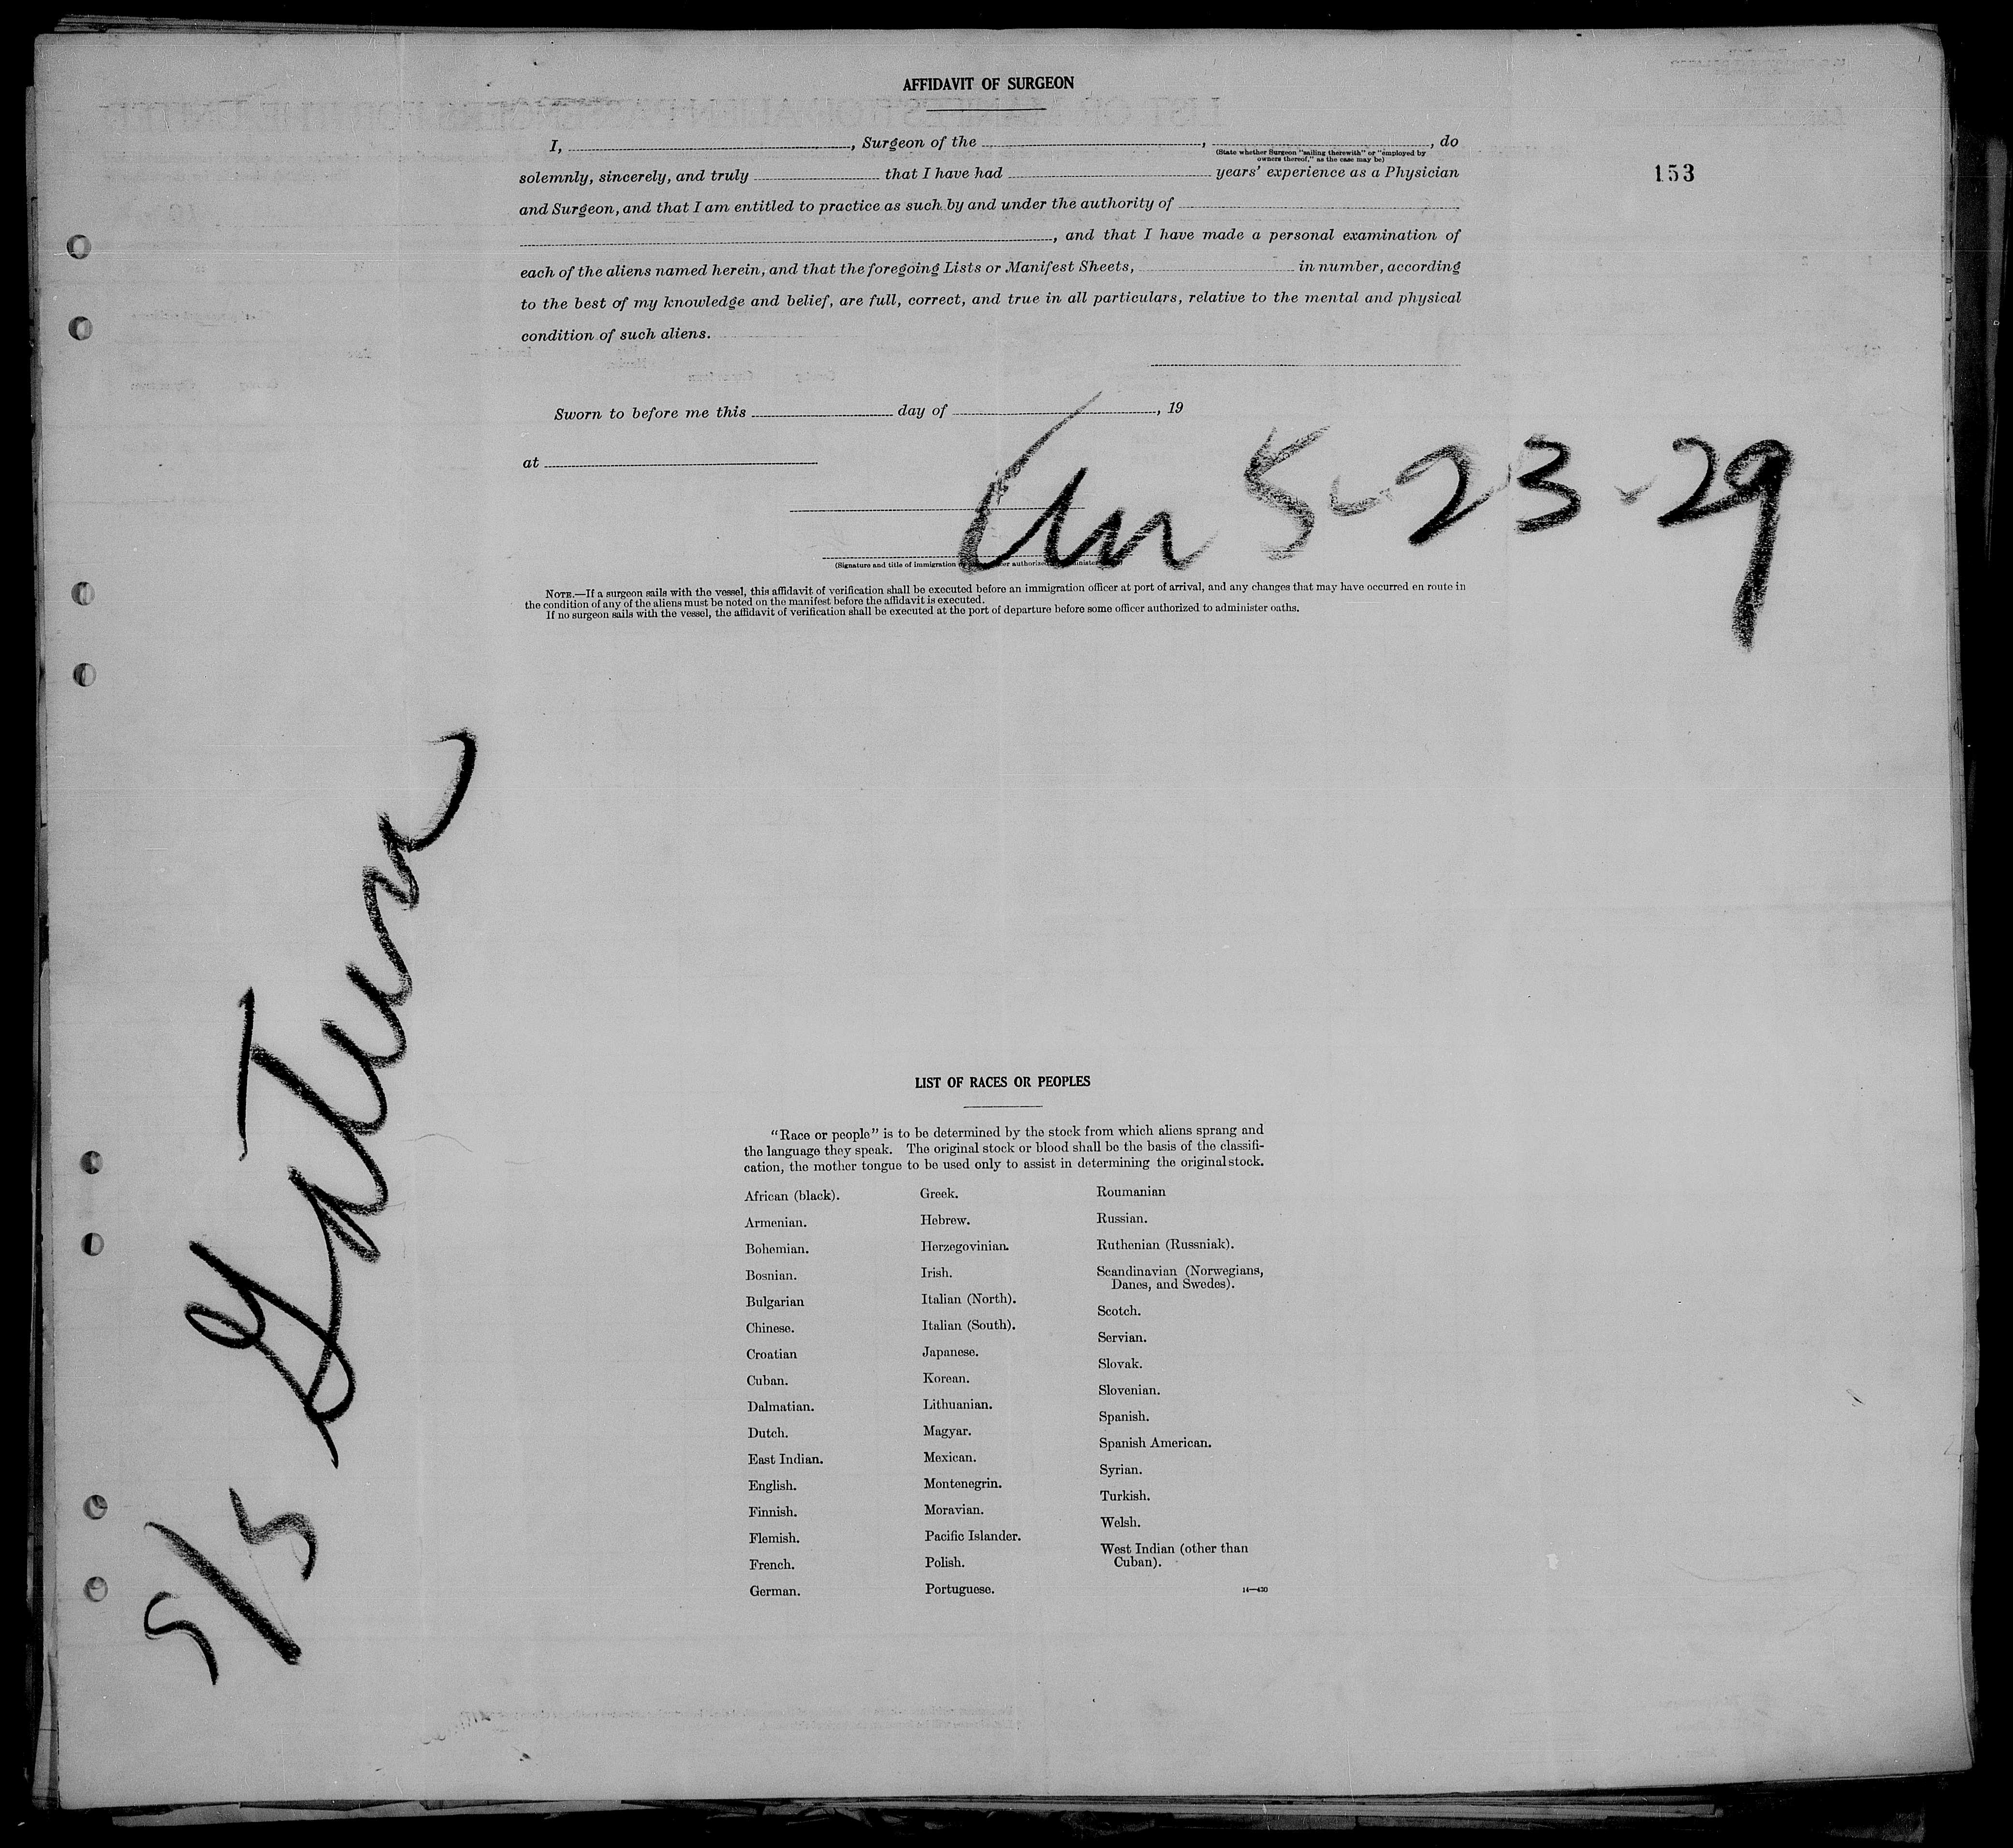 AFFIDAVIT OF SURGEON
I, , Surgeon of the , , do
(State whether Surgeon "sailing therewith" or "employed by
owners thereof," as the case may be)
solemnly, sincerely, and truly that I have had years' experience as a Physician
153
and Surgeon, and that I am entitled to practice as such by and under the authority of
, and that I have made a personal examination of
each of the aliens named herein, and that the foregoing Lists or Manifest Sheets, in number, according
to the best of my knowledge and belief, are full, correct, and true in all particulars, relative to the mental and physical
condition of such aliens.
Sworn to before me this day of , 19
at
5-23-29
(Signature and title of immigration
NOTE.—If a surgeon sails with the vessel, this affidavit of verification shall be executed before an immigration officer at port of arrival, and any changes that may have occurred en route in
the condition of any of the aliens must be noted on the manifest before the affidavit is executed.
If no surgeon sails with the vessel, the affidavit of verification shall be executed at the port of departure before some officer authorized to administer oaths.
5/5
LIST OF RACES OR PEOPLES
"Race or people" is to be determined by the stock from which aliens sprang and
the language they speak. The original stock or blood shall be the basis of the classifi-
cation, the mother tongue to be used only to assist in determining the original stock.
African (black).
Armenian.
Bohemian.
Bosnian.
Bulgarian
Chinese.
Croatian
Cuban.
Dalmatian.
Dutch.
East Indian.
English.
Finnish.
Flemish.
French.
German.
Greek.
Hebrew.
Herzegovinian.
Irish.
Italian (North).
Italian (South).
Japanese.
Korean.
Lithuanian.
Magyar.
Mexican.
Montenegrin.
Moravian.
Pacific Islander.
Polish.
Portuguese.
Roumanian
Russian.
Ruthenian (Russniak).
Scandinavian (Norwegians,
Danes, and Swedes).
Scotch.
Servian.
Slovak.
Slovenian.
Spanish.
Spanish American.
Syrian.
Turkish.
Welsh.
West Indian (other than
Cuban).
14—430